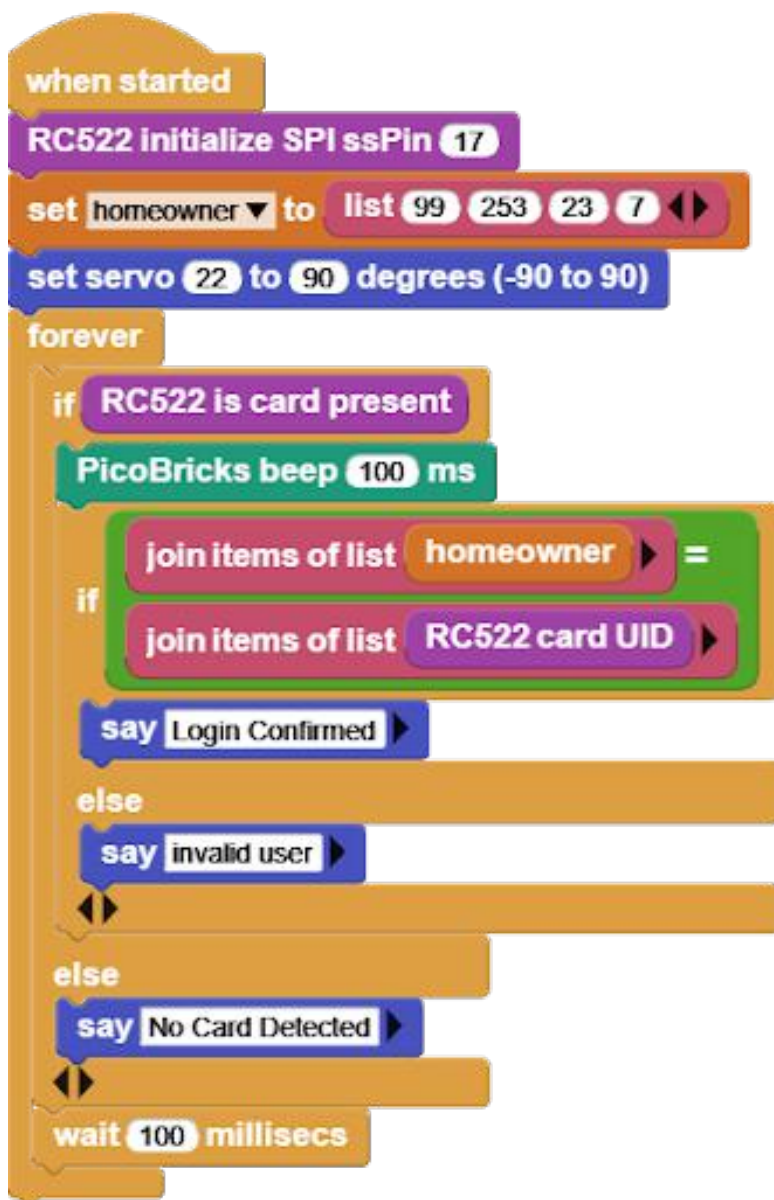 when started
RC522 initialize SPI ssPin 17
set homeowner to list 99 253 23 7
set servo 22 to 90 degrees (-90 to 90)
forever
if RC522 is card present
PicoBricks beep 100 ms
join items of list homeowner =
if
join items of list RC522 card UID
say Login Confirmed
else
say invalid user
else
say No Card Detected
wait 100 millisecs